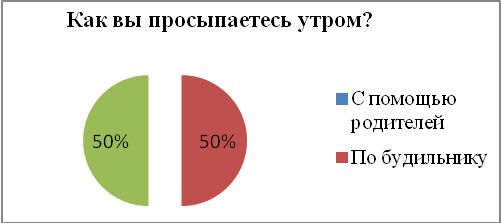 Как вы просыпаетесь утром?
50%
50%
С помощью
родителей
По будильнику